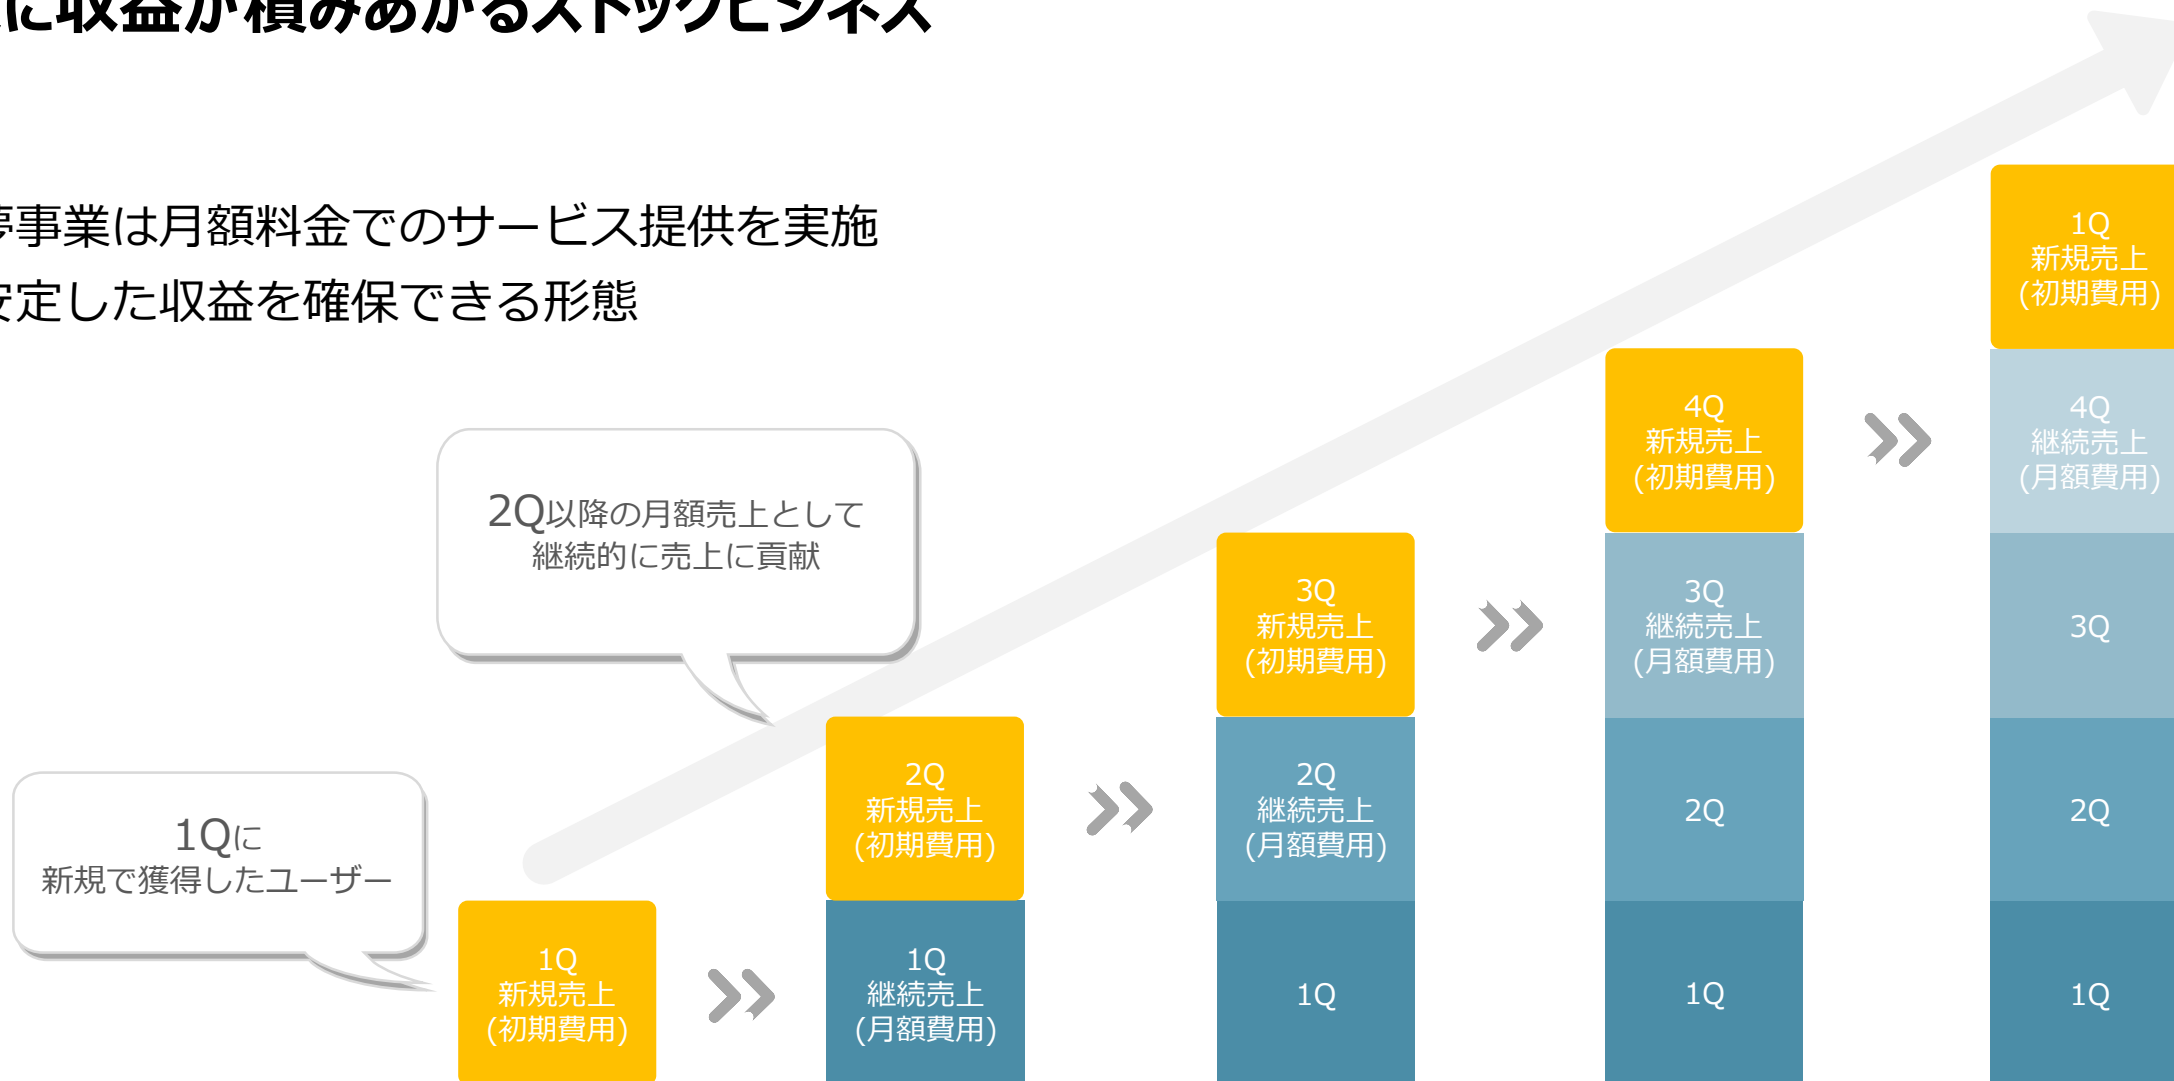 に収益が積みあがるストックビジネス
事業は月額料金でのサービス提供を実施
安定した収益を確保できる形態
2Q以降の月額売上として
継続的に売上に貢献
1Qに
新規で獲得したユーザー
1Q
新規売上
(初期費用)
2Q
新規売上
(初期費用)
1Q
継続売上
(月額費用)
3Q
新規売上
(初期費用)
2Q
継続売上
(月額費用)
1Q
4Q
新規売上
(初期費用)
3Q
継続売上
(月額費用)
2Q
1Q
1Q
新規売上
(初期費用)
4Q
継続売上
(月額費用)
3Q
2Q
1Q